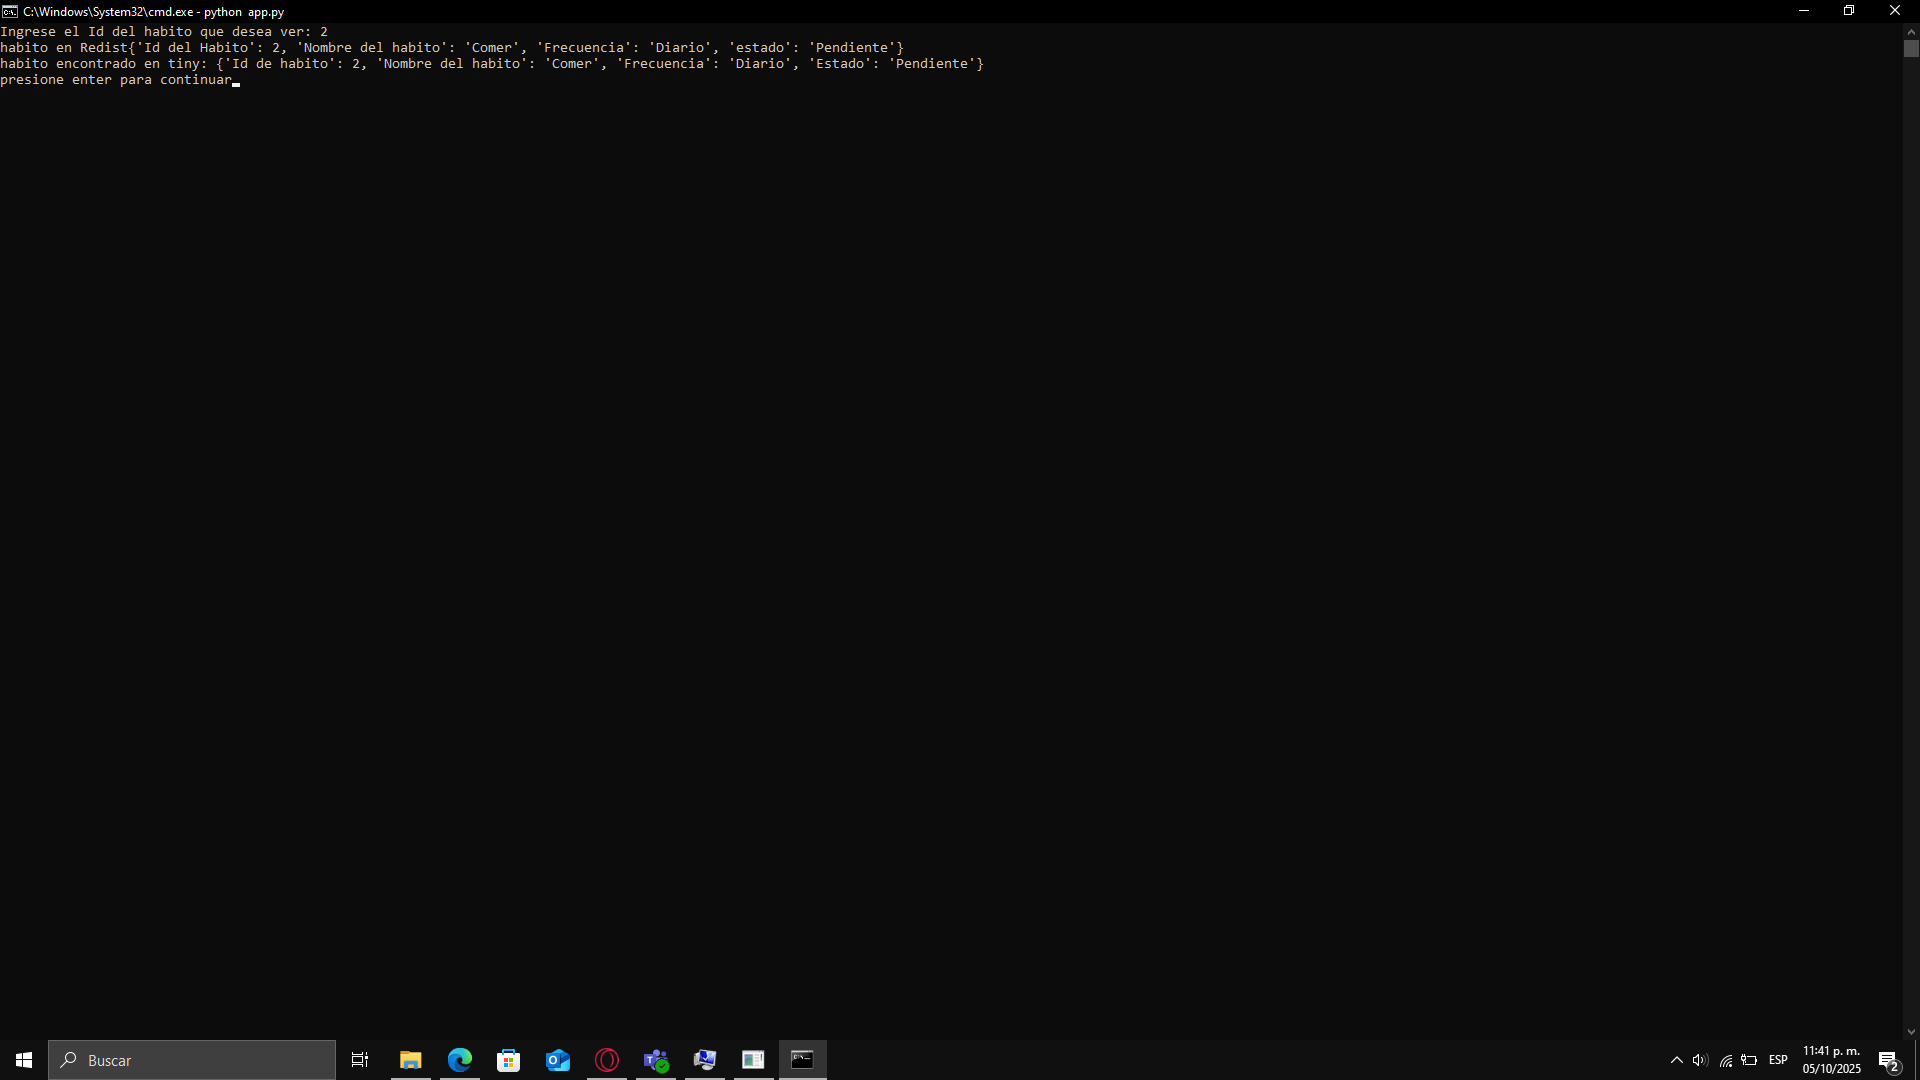 C:\Windows\System32\cmd.exe - python  app.py
Ingrese el Id del habito que desea ver: 2
habito en Redist{'Id del Habito': 2, 'Nombre del habito': 'Comer', 'Frecuencia': 'Diario', 'estado': 'Pendiente'}
habito encontrado en tiny: {'Id de habito': 2, 'Nombre del habito': 'Comer', 'Frecuencia': 'Diario', 'Estado': 'Pendiente'}
presione enter para continuar
Buscar
ESP
11:41 p. m.
05/10/2025
2